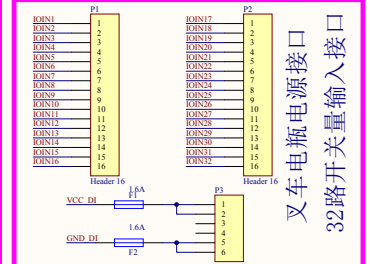 P1
IOIN1 1
IOIN2 2
IOIN3 3
IOIN4 4
IOIN5 5
IOIN6 6
IOIN7 7
IOIN8 8
IOIN9 9
IOIN10 10
IOIN11 11
IOIN12 12
IOIN13 13
IOIN14 14
IOIN15 15
IOIN16 16
Header 16
P2
IOIN17 1
IOIN18 2
IOIN19 3
IOIN20 4
IOIN21 5
IOIN22 6
IOIN23 7
IOIN24 8
IOIN25 9
IOIN26 10
IOIN27 11
IOIN28 12
IOIN29 13
IOIN30 14
IOIN31 15
IOIN32 16
Header 16
P3
1
2
3
4
5
6
VCC_DI
1.6A
F1
GND_DI
1.6A
F2
叉车电瓶电源接口
32路开关量输入接口